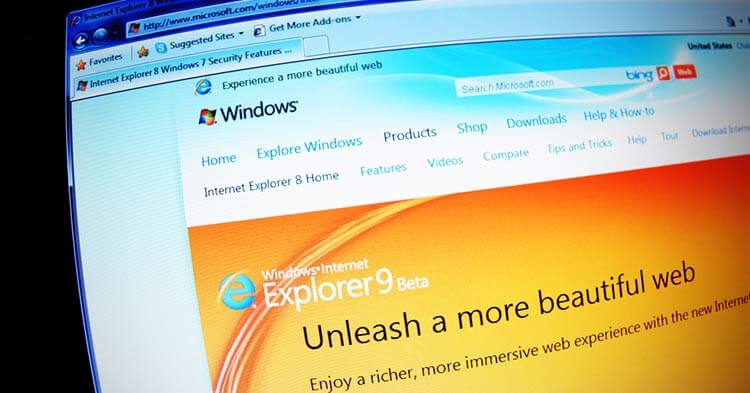 Internet Explorer 8
http://www.microsoft.com/windows/inte
Favorites Suggested Sites Get More Add-ons
Internet Explorer 8 Windows 7 Security Features ...
Experience a more beautiful web
United States
Windows
Search Microsoft.com bing Web
Home Explore Windows Products Shop Downloads Help & How-to
Internet Explorer 8 Home Features Videos Compare Tips and Tricks Help Tour Download Intern
Windows Internet
Explorer 9 Beta
Unleash a more beautiful web
Enjoy a richer, more immersive web experience with the new Interne